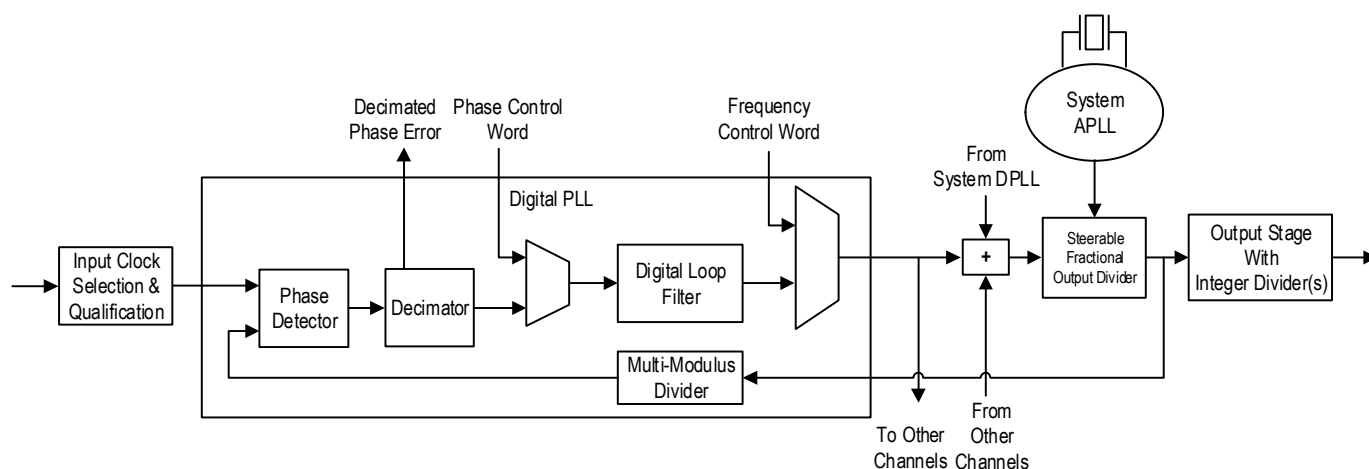 System
APLL
Decimated
Phase Error
Phase Control
Word
Frequency
Control Word
From
System DPLL
Digital PLL
Input Clock
Selection &
Qualification
Phase
Detector
Decimator
Digital Loop
Filter
+
Steerable
Fractional
Output Divider
Output Stage
With
Integer Divider(s)
Multi-Modulus
Divider
To Other
Channels
From
Other
Channels